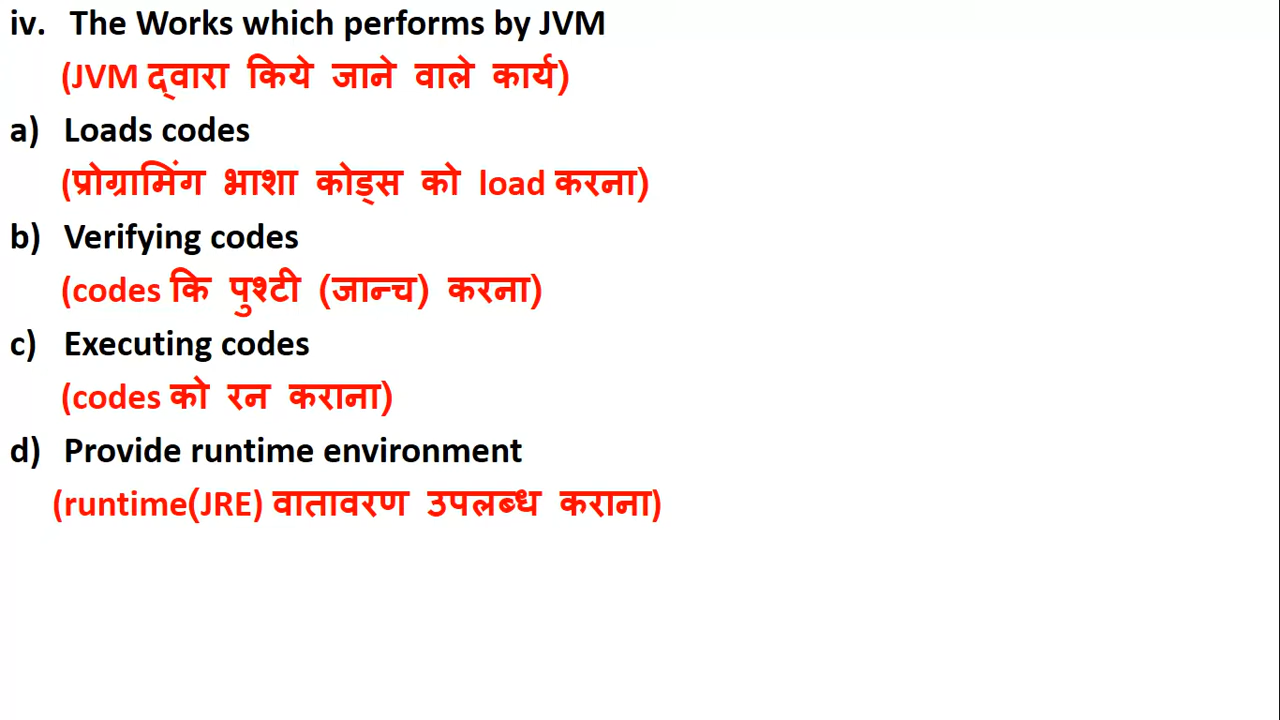 iv. The Works which performs by JVM
(JVM द्वारा किये जाने वाले कार्य)
a) Loads codes
(प्रोग्रामिंग भाशा कोड्स को load करना)
b) Verifying codes
(codes कि पुश्टी (जान्च) करना)
c) Executing codes
(codes को रन कराना)
d) Provide runtime environment
(runtime(JRE) वातावरण उपलब्ध कराना)